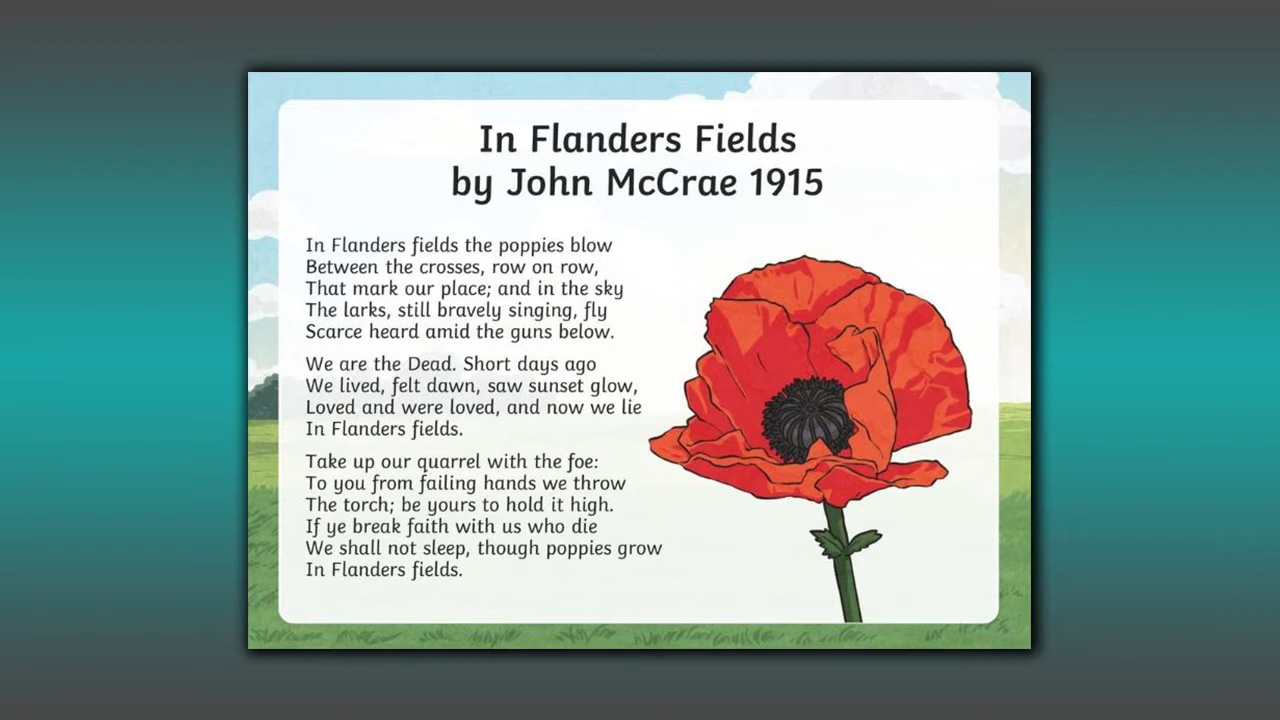 In Flanders Fields
by John McCrae 1915
In Flanders fields the poppies blow
Between the crosses, row on row,
That mark our place; and in the sky
The larks, still bravely singing, fly
Scarce heard amid the guns below.
We are the Dead. Short days ago
We lived, felt dawn, saw sunset glow,
Loved and were loved, and now we lie
In Flanders fields.
Take up our quarrel with the foe:
To you from failing hands we throw
The torch; be yours to hold it high.
If ye break faith with us who die
We shall not sleep, though poppies grow
In Flanders fields.